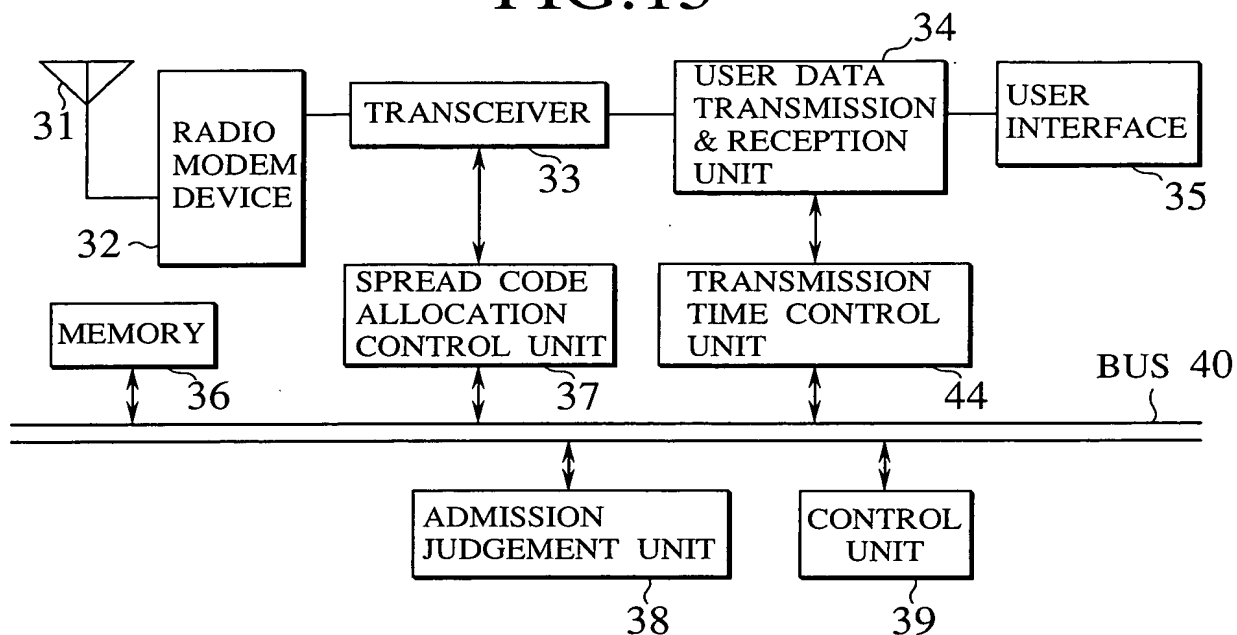 FIG.15
34
31
RADIO
MODEM
DEVICE
32
TRANSCEIVER
33
USER DATA
TRANSMISSION
& RECEPTION
UNIT
USER
INTERFACE
35
MEMORY
36
SPREAD CODE
ALLOCATION
CONTROL UNIT
37
TRANSMISSION
TIME CONTROL
UNIT
44
BUS 40
ADMISSION
JUDGEMENT UNIT
38
CONTROL
UNIT
39